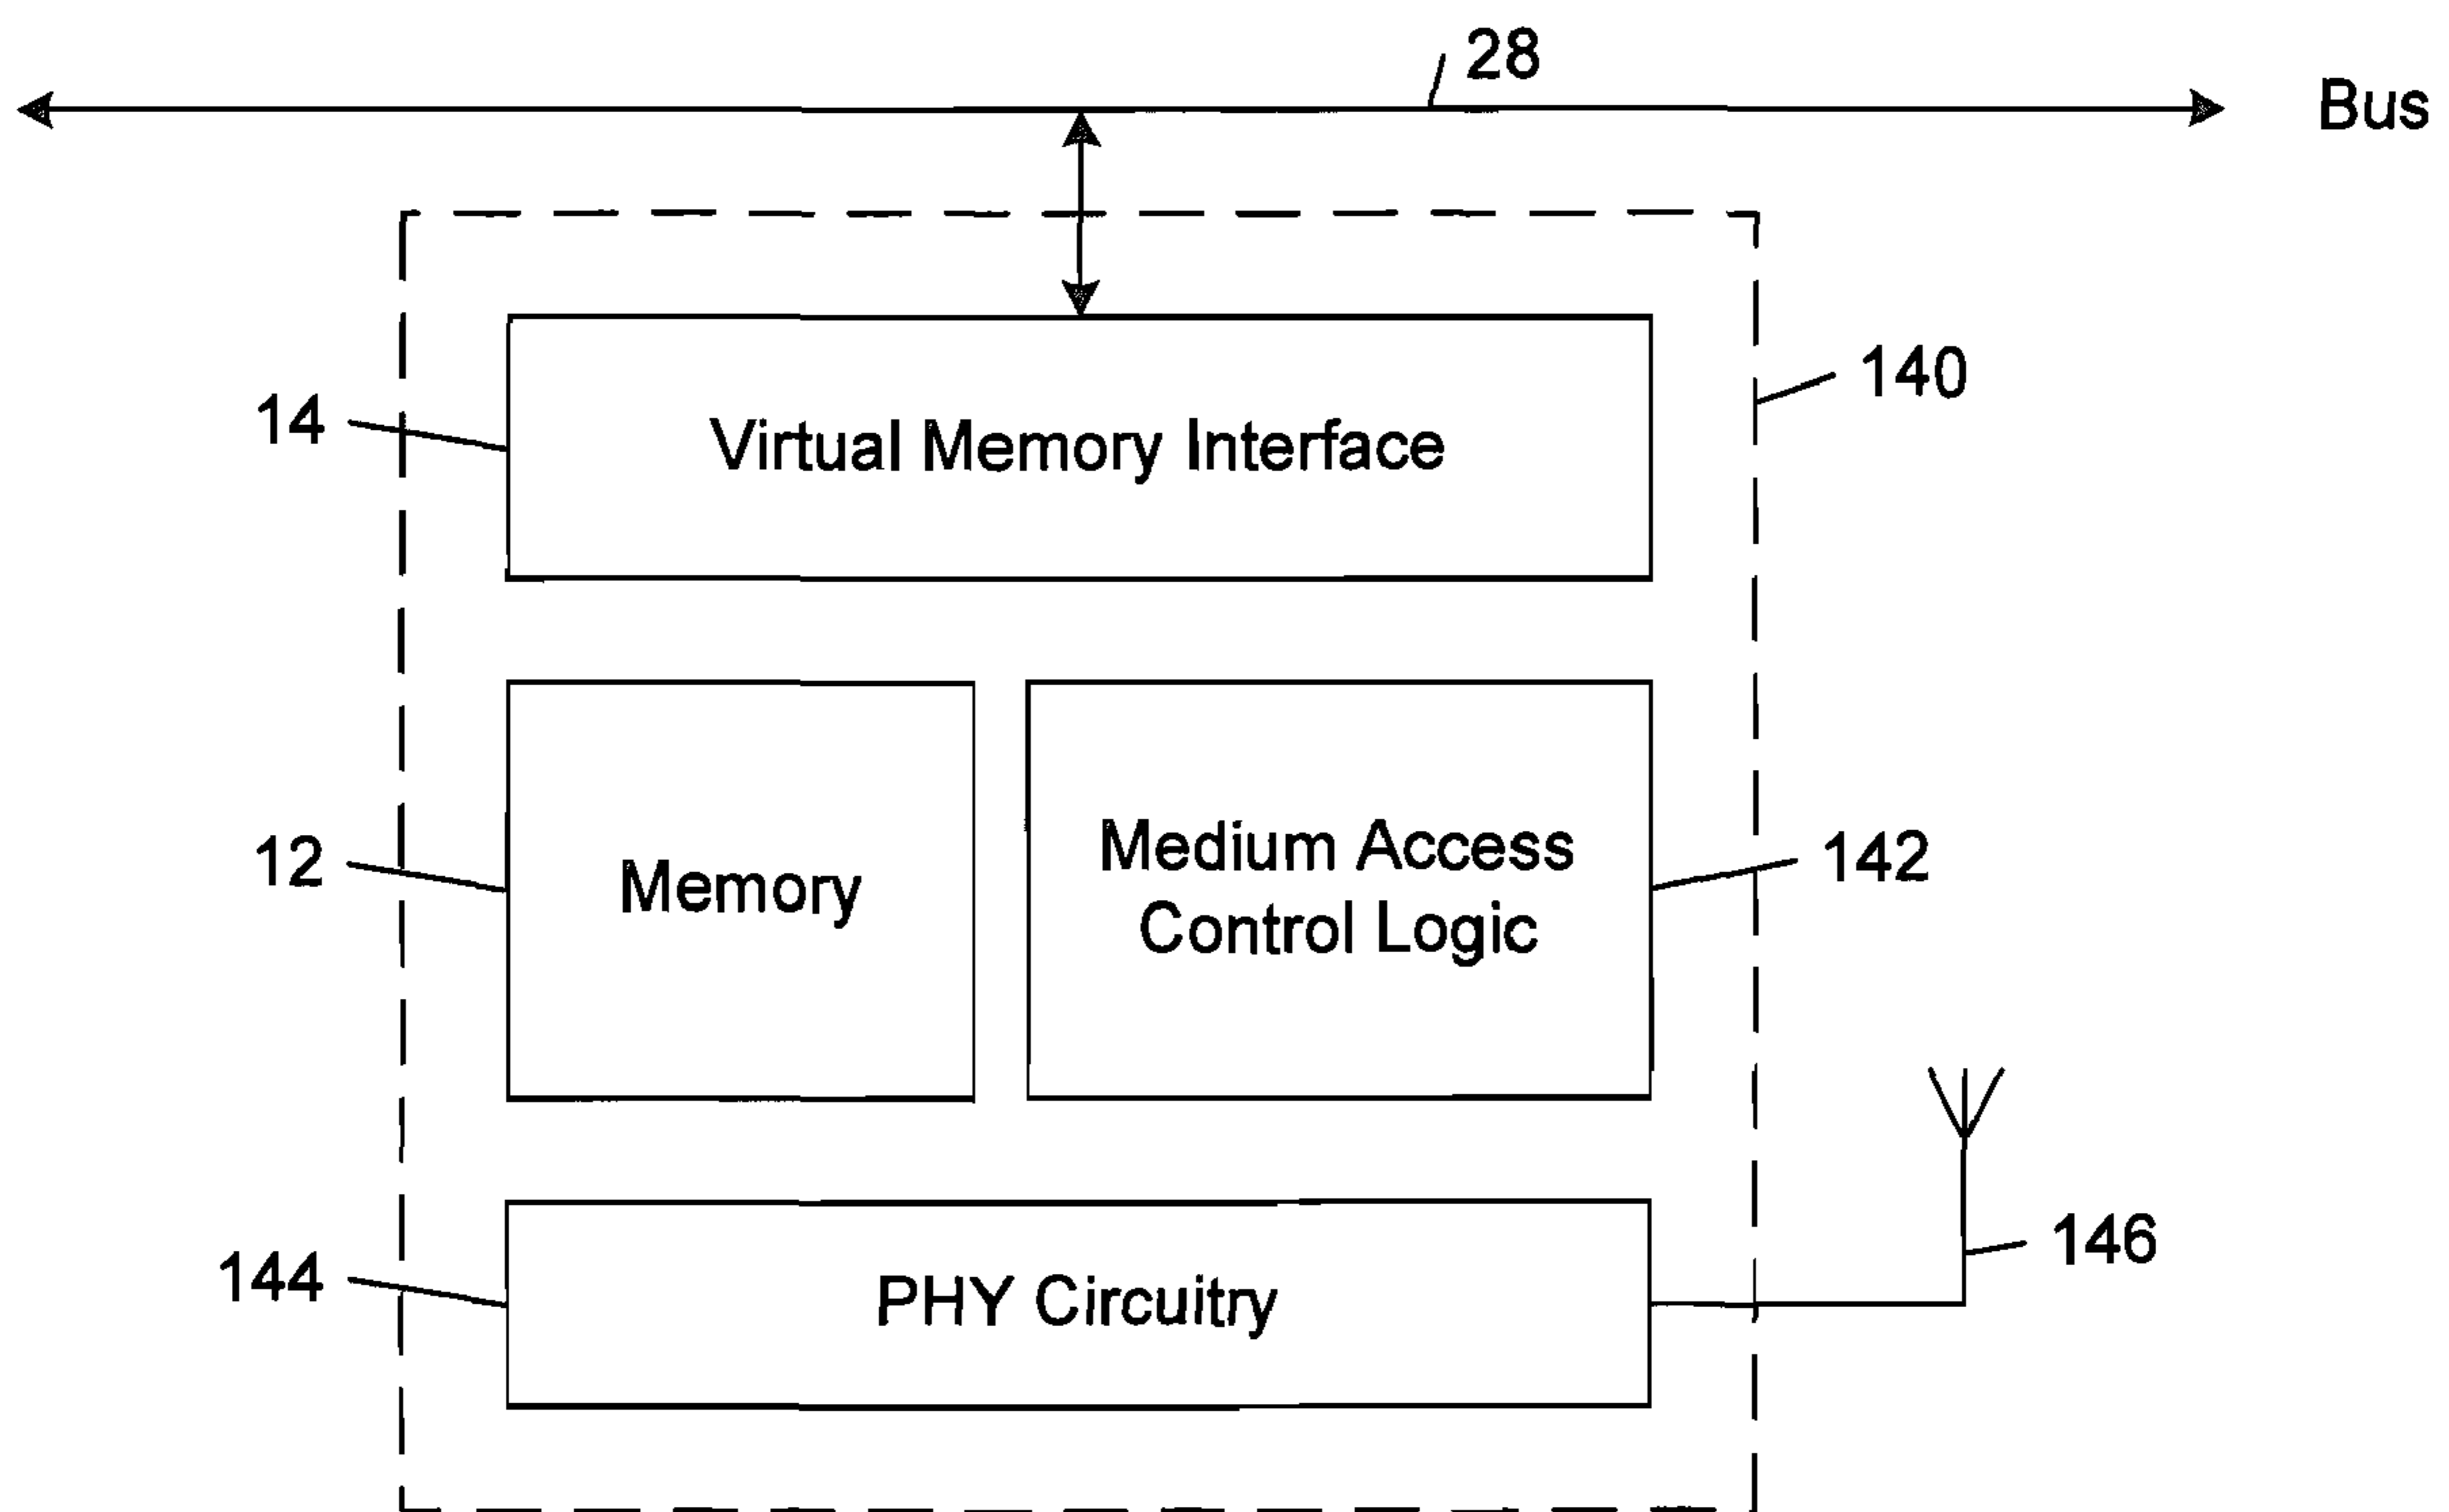 28
Bus
140
14
Virtual Memory Interface
12
Memory
Medium Access
Control Logic
142
144
PHY Circuitry
146